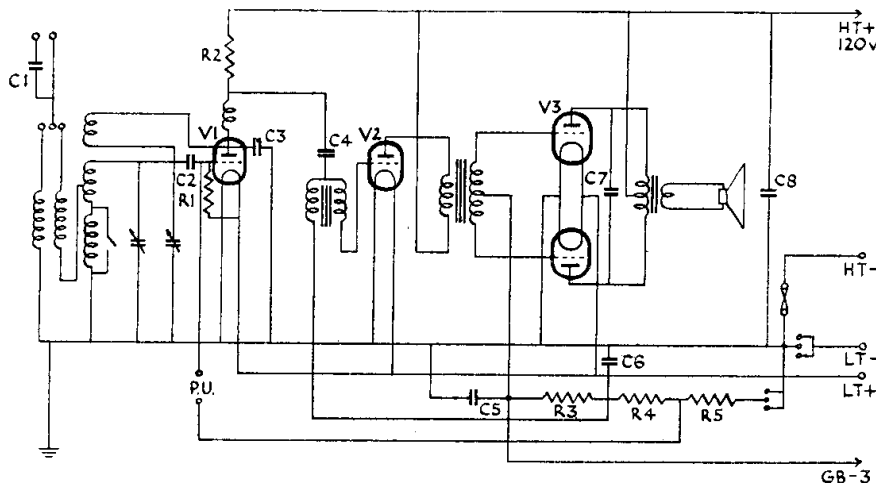 HT+
120V
R2
C1
V1
C3
C4
V2
V3
C2
R1
C7
C8
HT-
LT-
C6
LT+
P.U.
C5
R3
R4
R5
GB-3